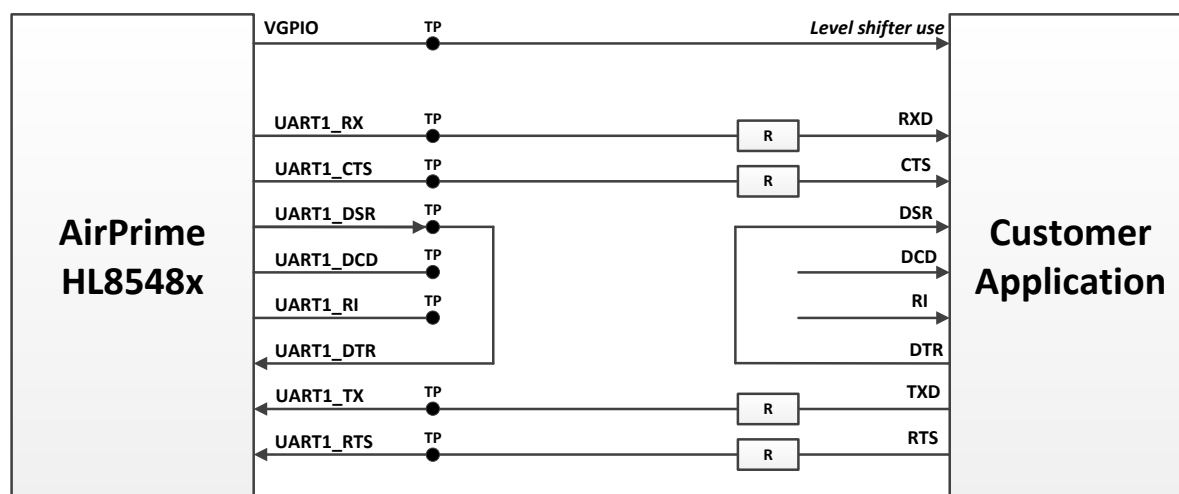 VGPIO TP Level shifter use
UART1_RX TP R RXD
UART1_CTS TP R CTS
UART1_DSR TP DSR
AirPrime
HL8548x
UART1_DCD TP DCD
Customer
Application
UART1_RI TP RI
UART1_DTR DTR
UART1_TX TP R TXD
UART1_RTS TP R RTS